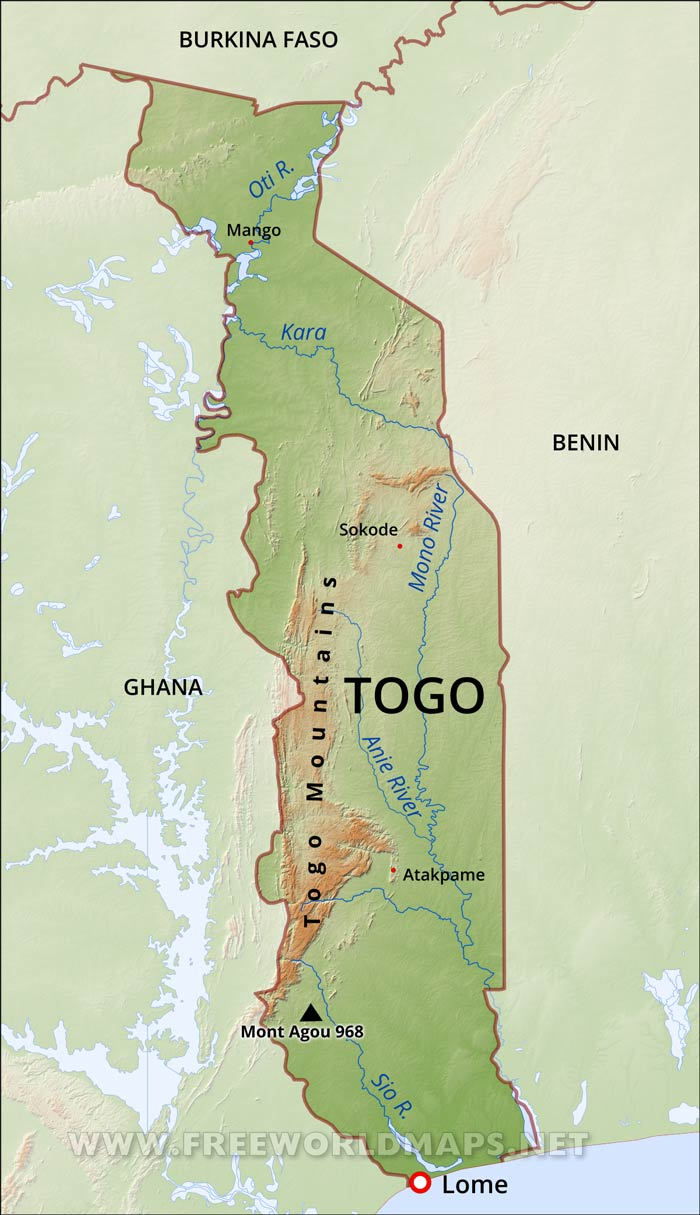 BURKINA FASO
Oti R.
Mango
Kara
BENIN
Sokode
Mono River
Togo Mountains
GHANA
TOGO
Anie River
Atakpame
Mont Agou 968
Sio R.
WWW.FREEWORLDMAPS.NET
Lome